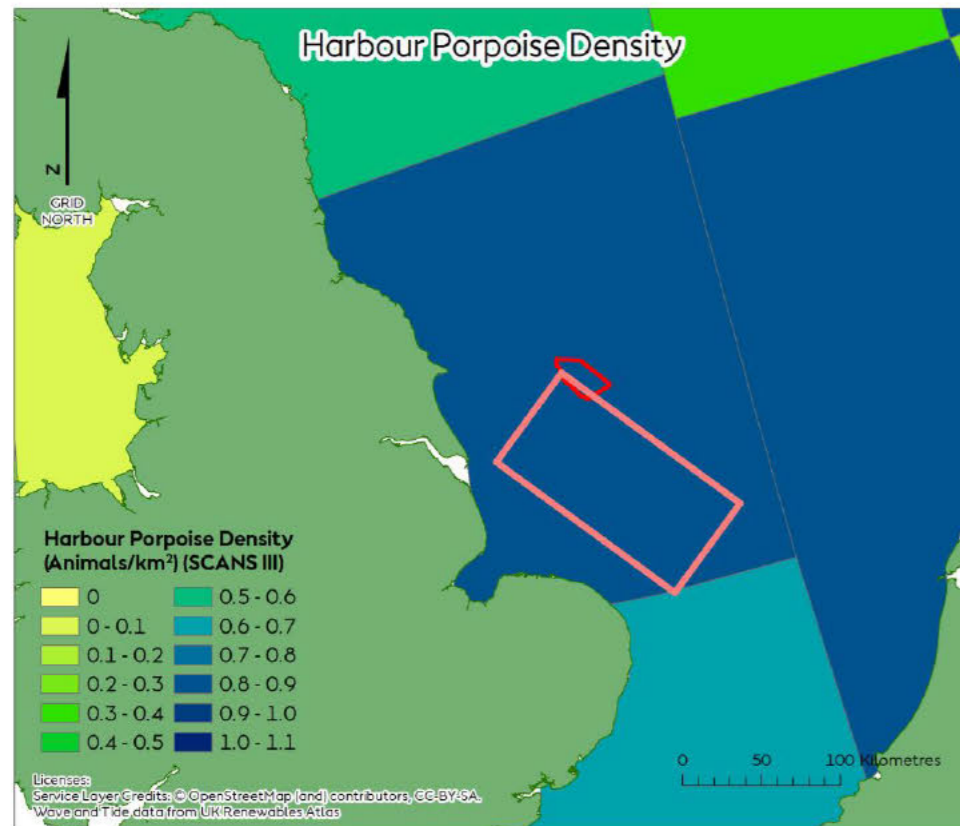 Harbour Porpoise Density
N
GRID
NORTH
Harbour Porpoise Density
(Animals/km²) (SCANS III)
0
0 - 0.1
0.1 - 0.2
0.2 - 0.3
0.3 - 0.4
0.4 - 0.5
0.5 - 0.6
0.6 - 0.7
0.7 - 0.8
0.8 - 0.9
0.9 - 1.0
1.0 - 1.1
0 50 100 Kilometres
Licenses:
Service Layer Credits: © OpenStreetMap (and) contributors, CC-BY-SA,
Wave and Tide data from UK Renewables Atlas